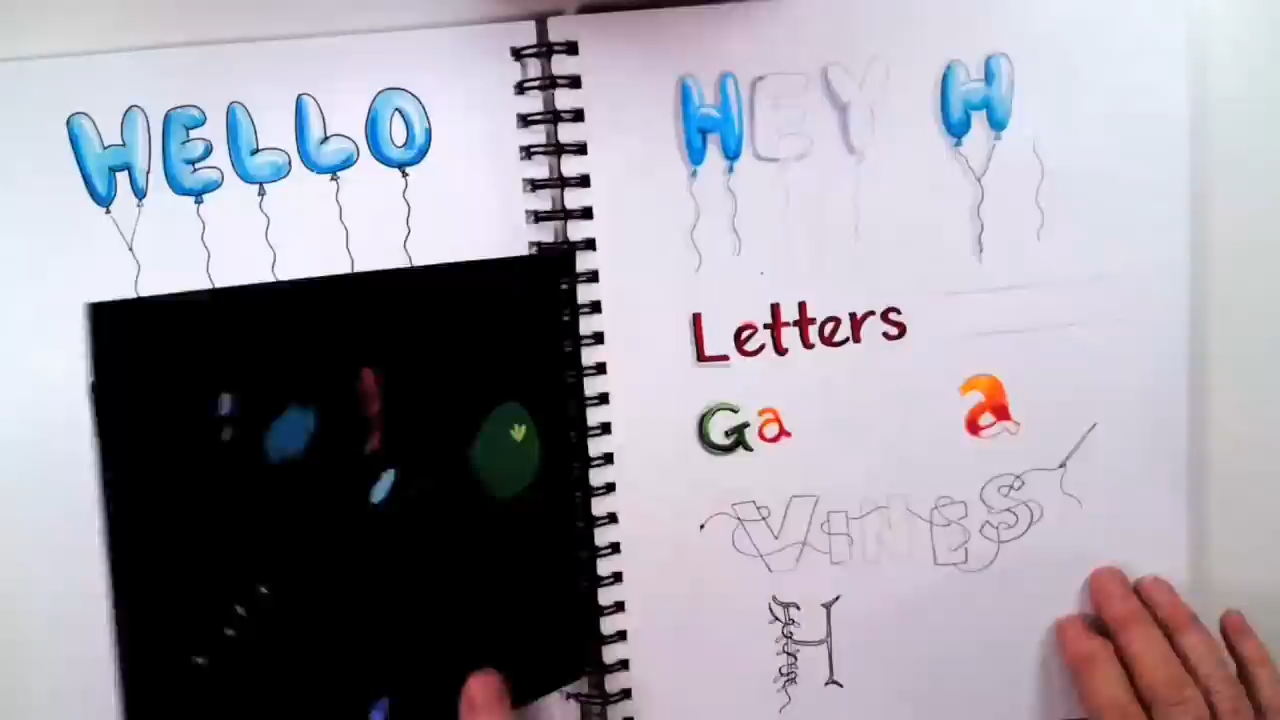 HELLO
HEY H
Letters
Ga a
VINES
H